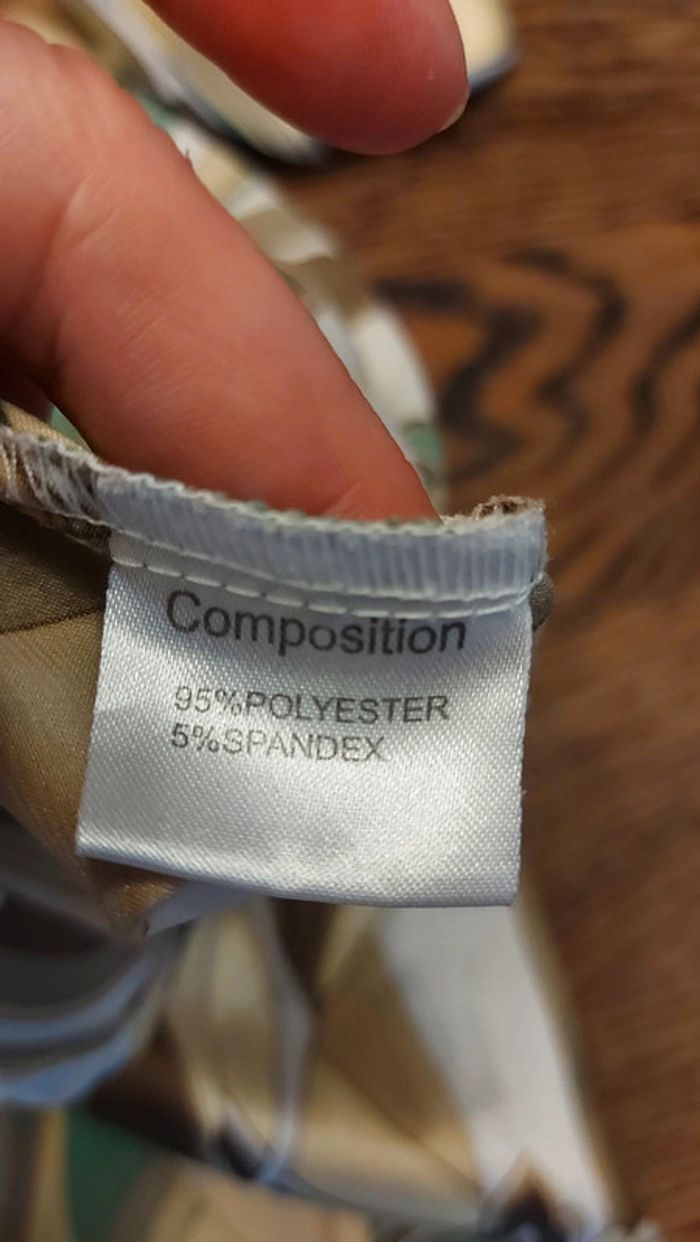 Composition
95%POLYESTER
5%SPANDEX